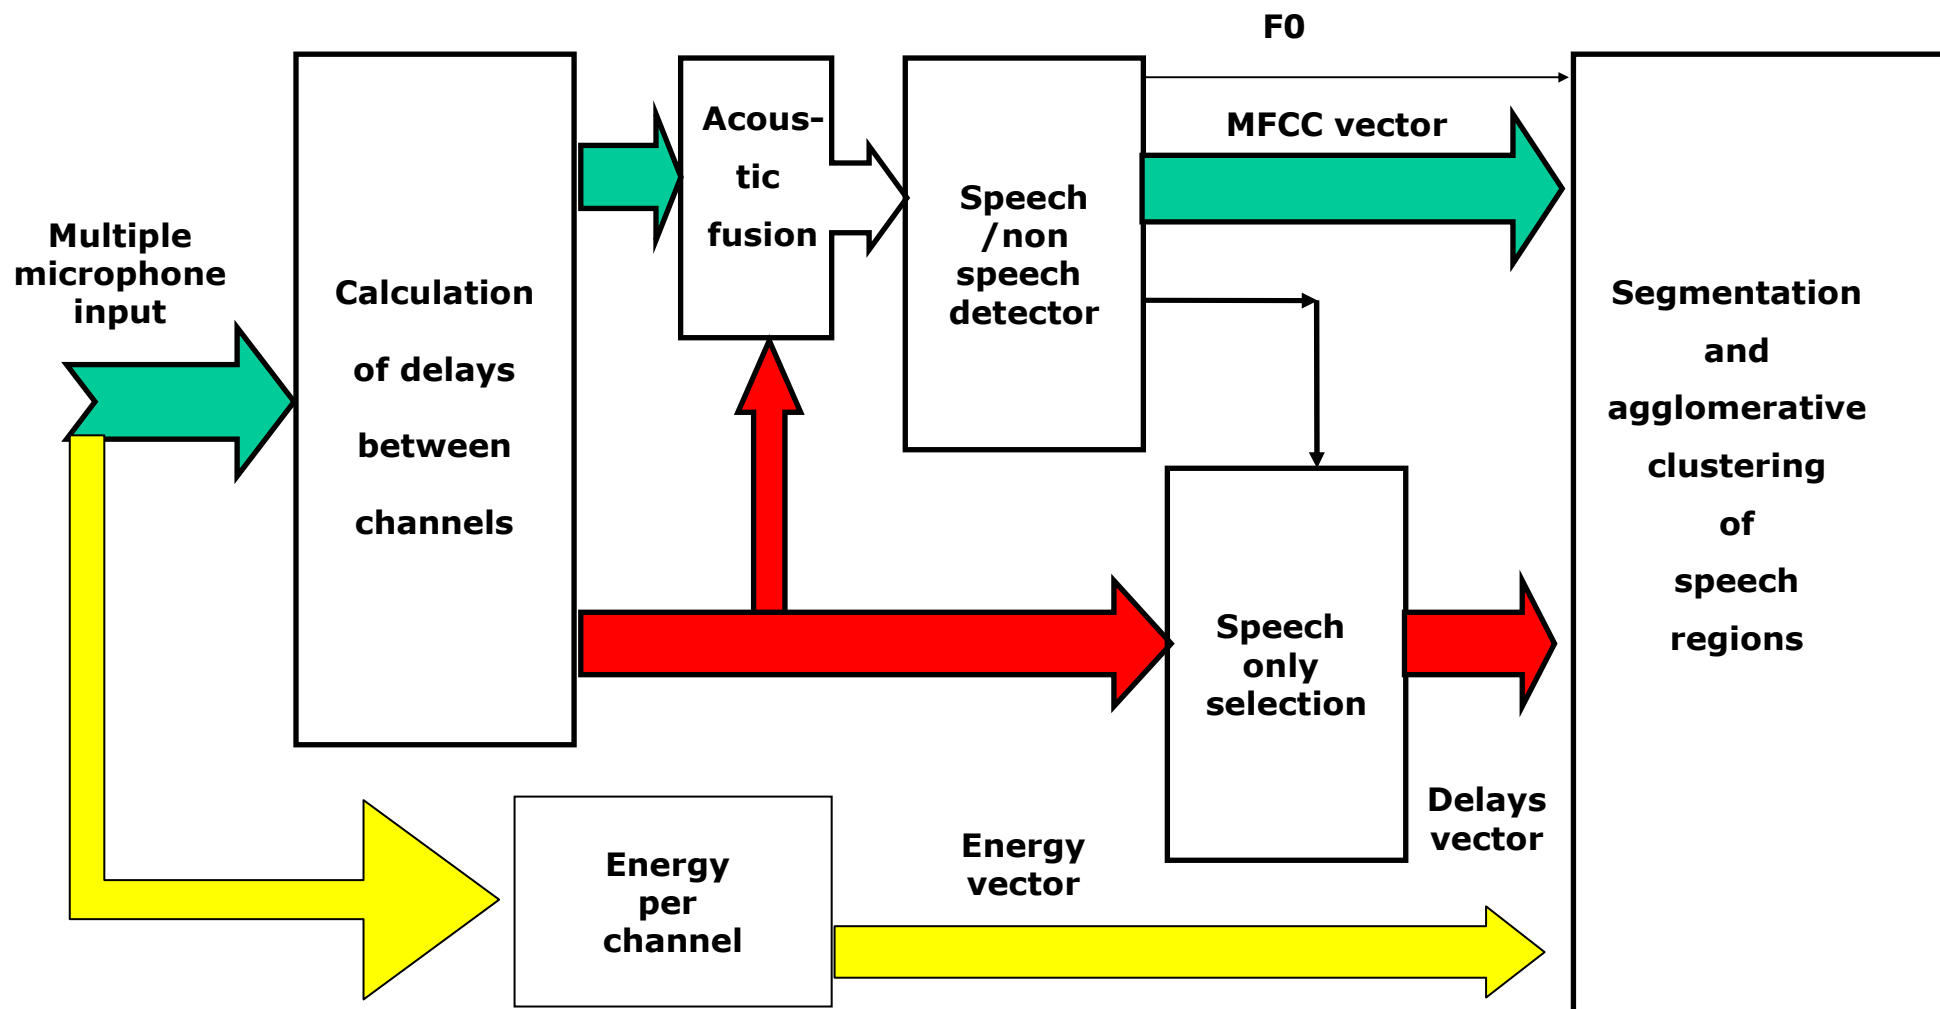 F0
MFCC vector
Multiple
microphone
input
Calculation
of delays
between
channels
Acous-
tic
fusion
Speech
/non
speech
detector
Segmentation
and
agglomerative
clustering
of
speech
regions
Speech
only
selection
Delays
vector
Energy
per
channel
Energy
vector